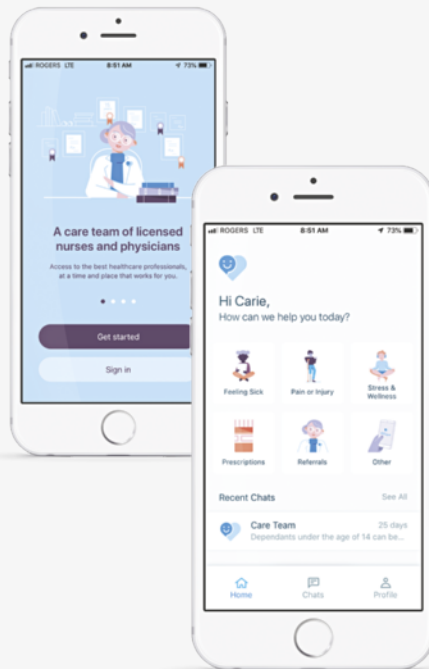 ROGERS LTE 8:51 AM 73%
A care team of licensed
nurses and physicians
Access to the best healthcare professionals,
at a time and place that works for you.
Get started
Sign in
ROGERS LTE 8:51 AM 73%
Hi Carie,
How can we help you today?
Feeling Sick
Pain or Injury
Stress &
Wellness
Prescriptions
Referrals
Other
Recent Chats See All
Care Team 25 days
Dependants under the age of 14 can be...
Home Chats Profile